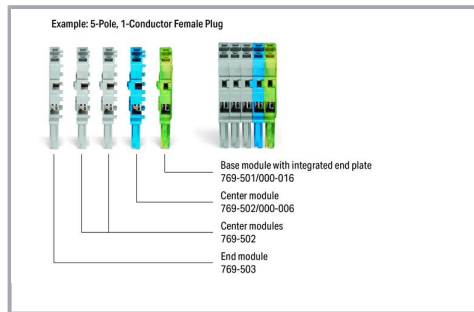 Example: 5-Pole, 1-Conductor Female Plug
Base module with integrated end plate
769-501/000-016
Center module
769-502/000-006
Center modules
769-502
End module
769-503